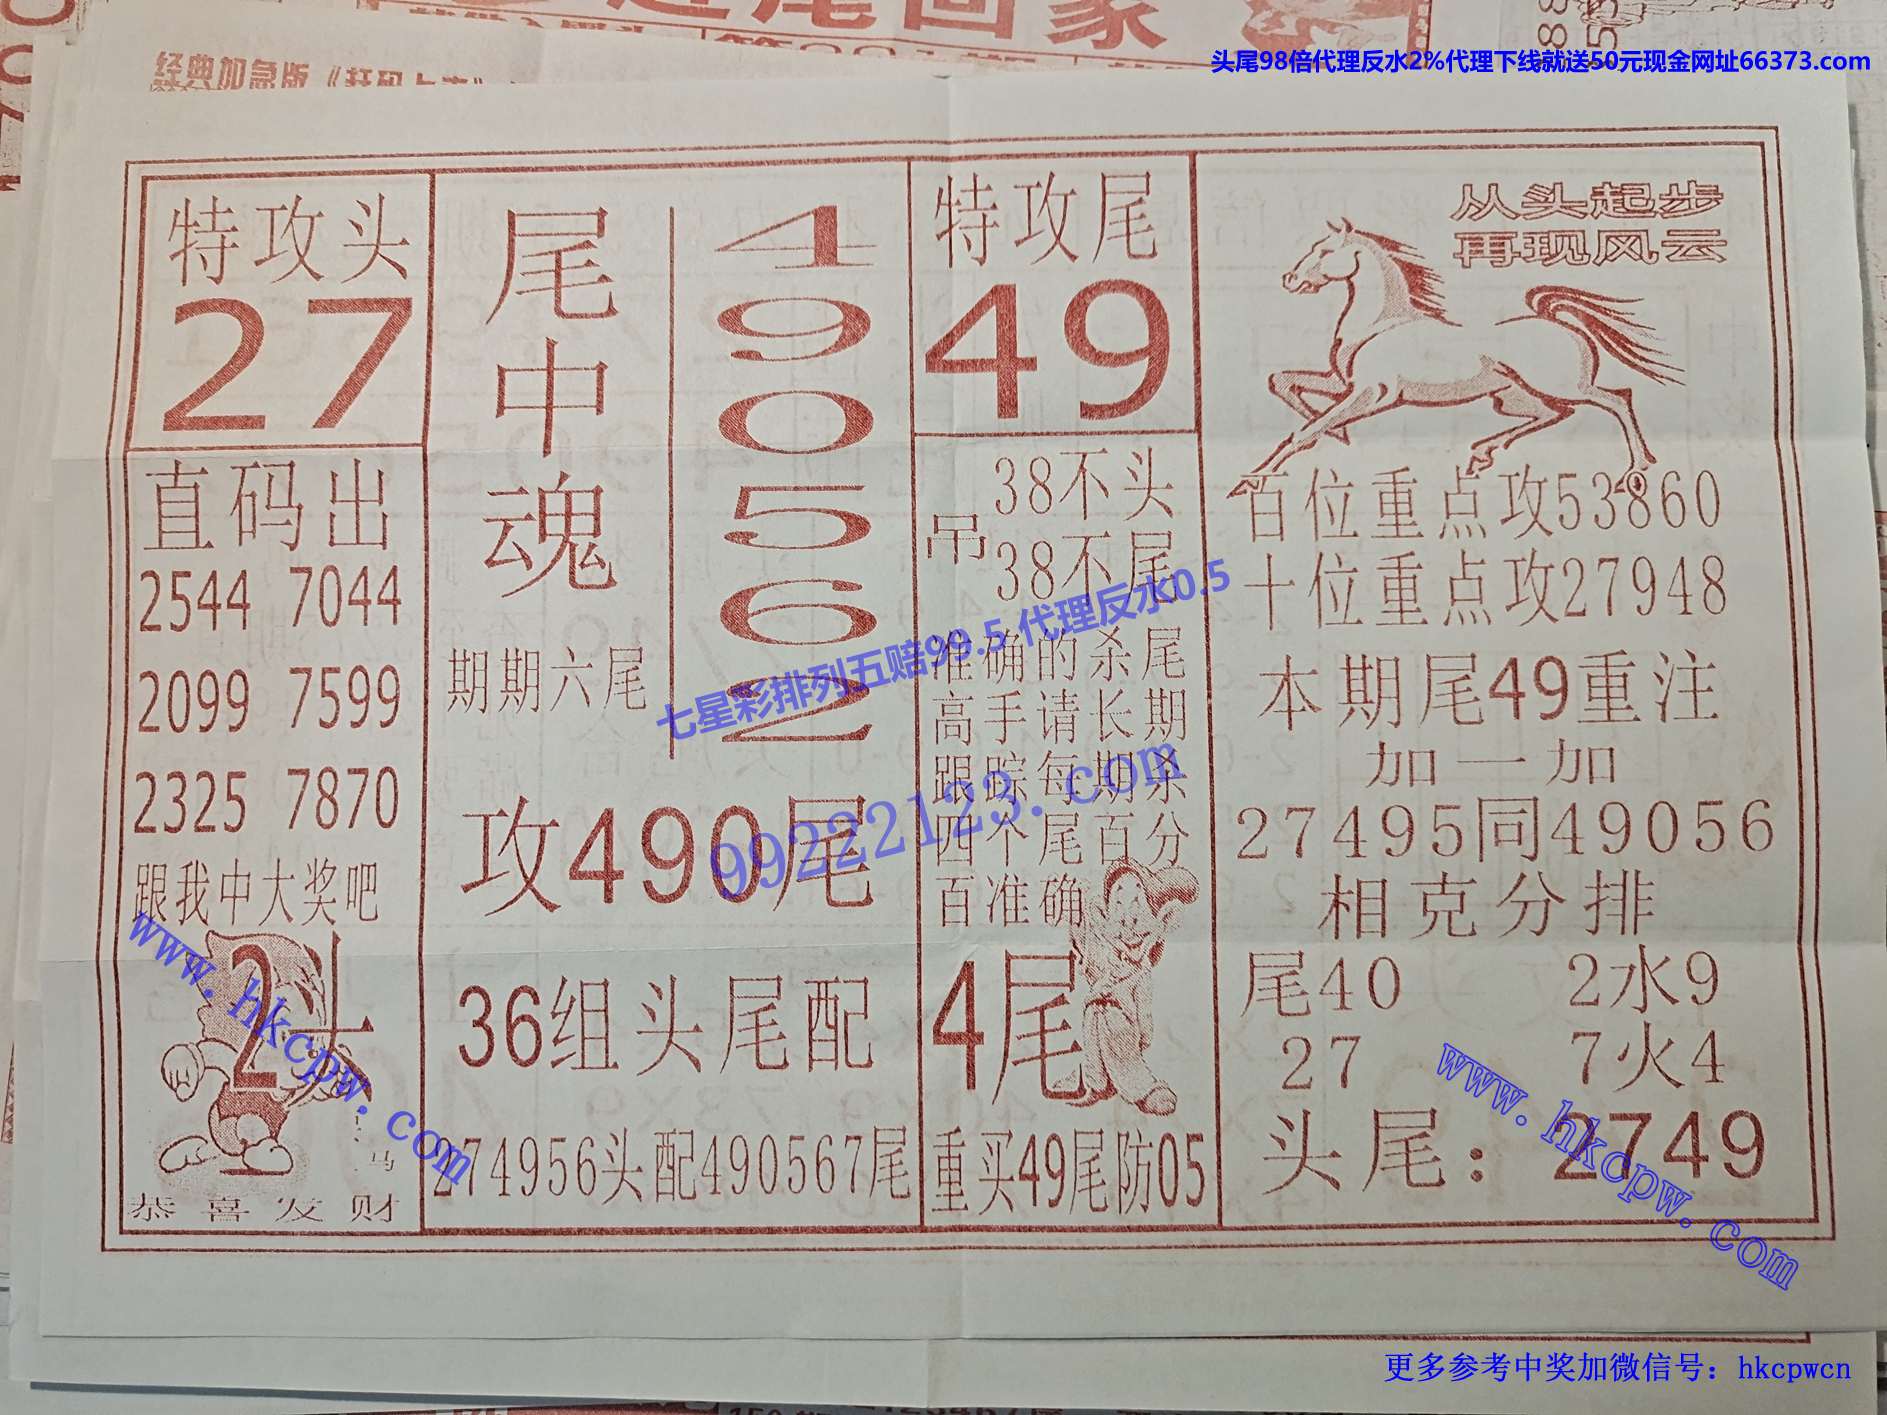 头尾98倍代理反水2%代理下线就送50元现金网址66373.com
经典加急版
特攻头
27
直码出
2544 7044
2099 7599
2325 7870
跟我中大奖吧
2头
马
恭喜发财
尾中魂
490562
期期六尾
攻490尾
36组头尾配
274956头配490567尾
特攻尾
49
吊
38不头
38不尾
准确的杀尾
高手请长期
跟踪每期杀
四个尾百分
百准确
4尾
重买49尾防05
从头起步
再现风云
百位重点攻53860
十位重点攻27948
本期尾49重注
加一加
27495同49056
相克分排
尾40 2水9
27 7火4
头尾：2749
七星彩排列五赔99.5 代理反水0.5
99222123.com
www.hkcpw.com
www.hkcpw.com
更多参考中奖加微信号：hkcpwcn